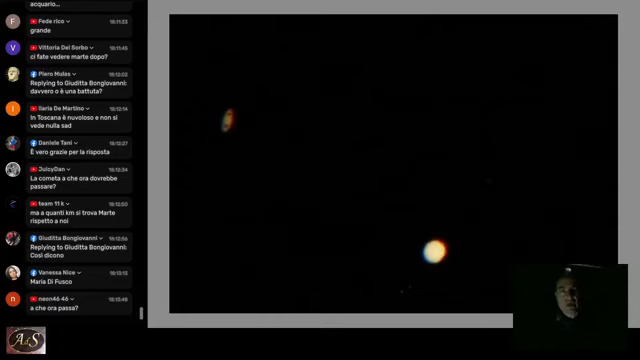 acquario...
Fede rico 18:11:33
grande
Vittoria Del Sorbo 18:11:45
ci fate vedere marte dopo?
Piero Mulas 18:12:02
Replying to Giuditta Bongiovanni:
davvero o è una battuta?
Ilaria De Martino 18:12:14
In Toscana è nuvoloso e non si
vede nulla sad
Daniele Tani 18:12:27
È vero grazie per la risposta
JuicyDan 18:12:34
La cometa a che ora dovrebbe
passare?
team 11 k 18:12:50
ma a quanti km si trova Marte
rispetto a noi
Giuditta Bongiovanni 18:12:56
Replying to Giuditta Bongiovanni:
Così dicono
Vanessa Nice 18:13:13
Maria Di Fusco
neon46 46 18:13:48
a che ora passa?
AdS